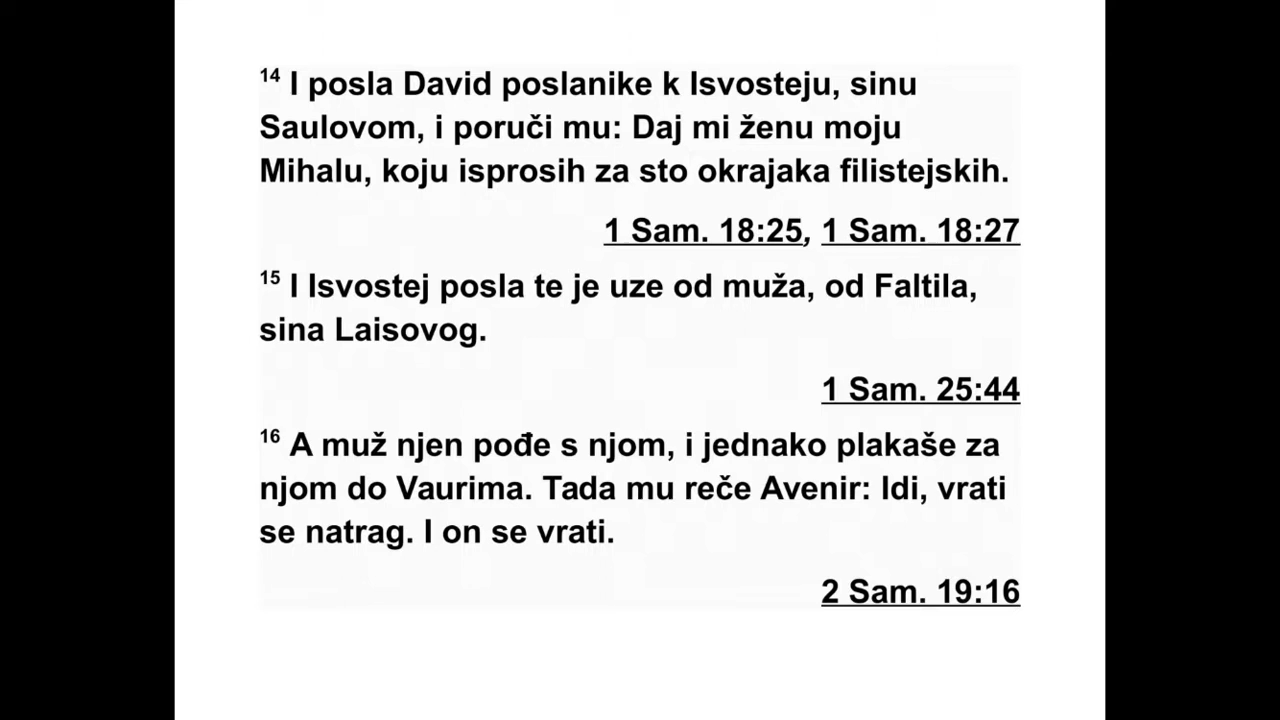 14 I posla David poslanike k Isvosteju, sinu
Saulovom, i poruči mu: Daj mi ženu moju
Mihalu, koju isprosih za sto okrajaka filistejskih.
1 Sam. 18:25, 1 Sam. 18:27
15 I Isvostej posla te je uze od muža, od Faltila,
sina Laisovog.
1 Sam. 25:44
16 A muž njen pođe s njom, i jednako plakaše za
njom do Vaurima. Tada mu reče Avenir: Idi, vrati
se natrag. I on se vrati.
2 Sam. 19:16